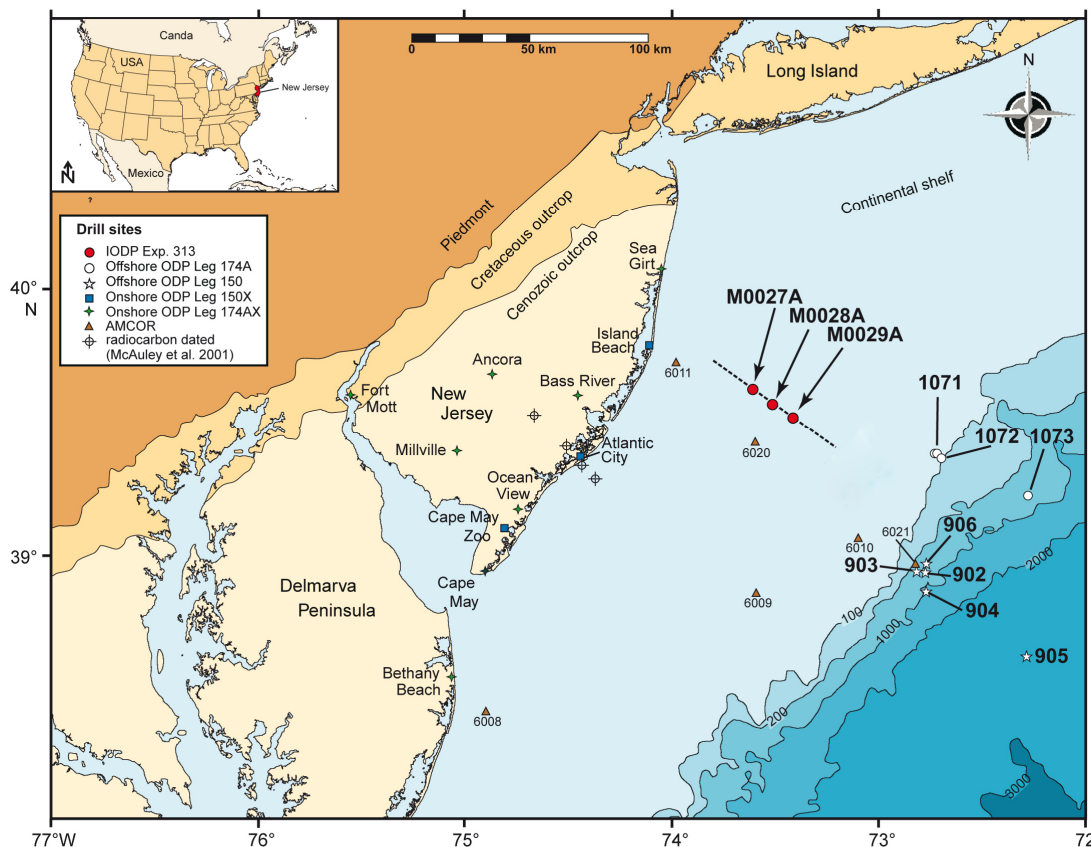 Canda
USA
New Jersey
Mexico
N
?
0
50 km
100 km
Long Island
N
Continental shelf
Piedmont
Cretaceous outcrop
Cenozoic outcrop
Drill sites
IODP Exp. 313
Offshore ODP Leg 174A
Offshore ODP Leg 150
Onshore ODP Leg 150X
Onshore ODP Leg 174AX
AMCOR
radiocarbon dated
(McAuley et al. 2001)
Sea
Girt
40°
N
M0027A
M0028A
M0029A
Island
Beach
6011
Ancora
Bass River
Fort
Mott
New
Jersey
1071
1072
1073
Millville
Atlantic
City
6020
Ocean
View
Cape May
Zoo
6010
6021
906
903
902
904
39°
Cape
May
Delmarva
Peninsula
6009
100
1000
2000
905
Bethany
Beach
6008
200
3000
77°W
76°
75°
74°
73°
72